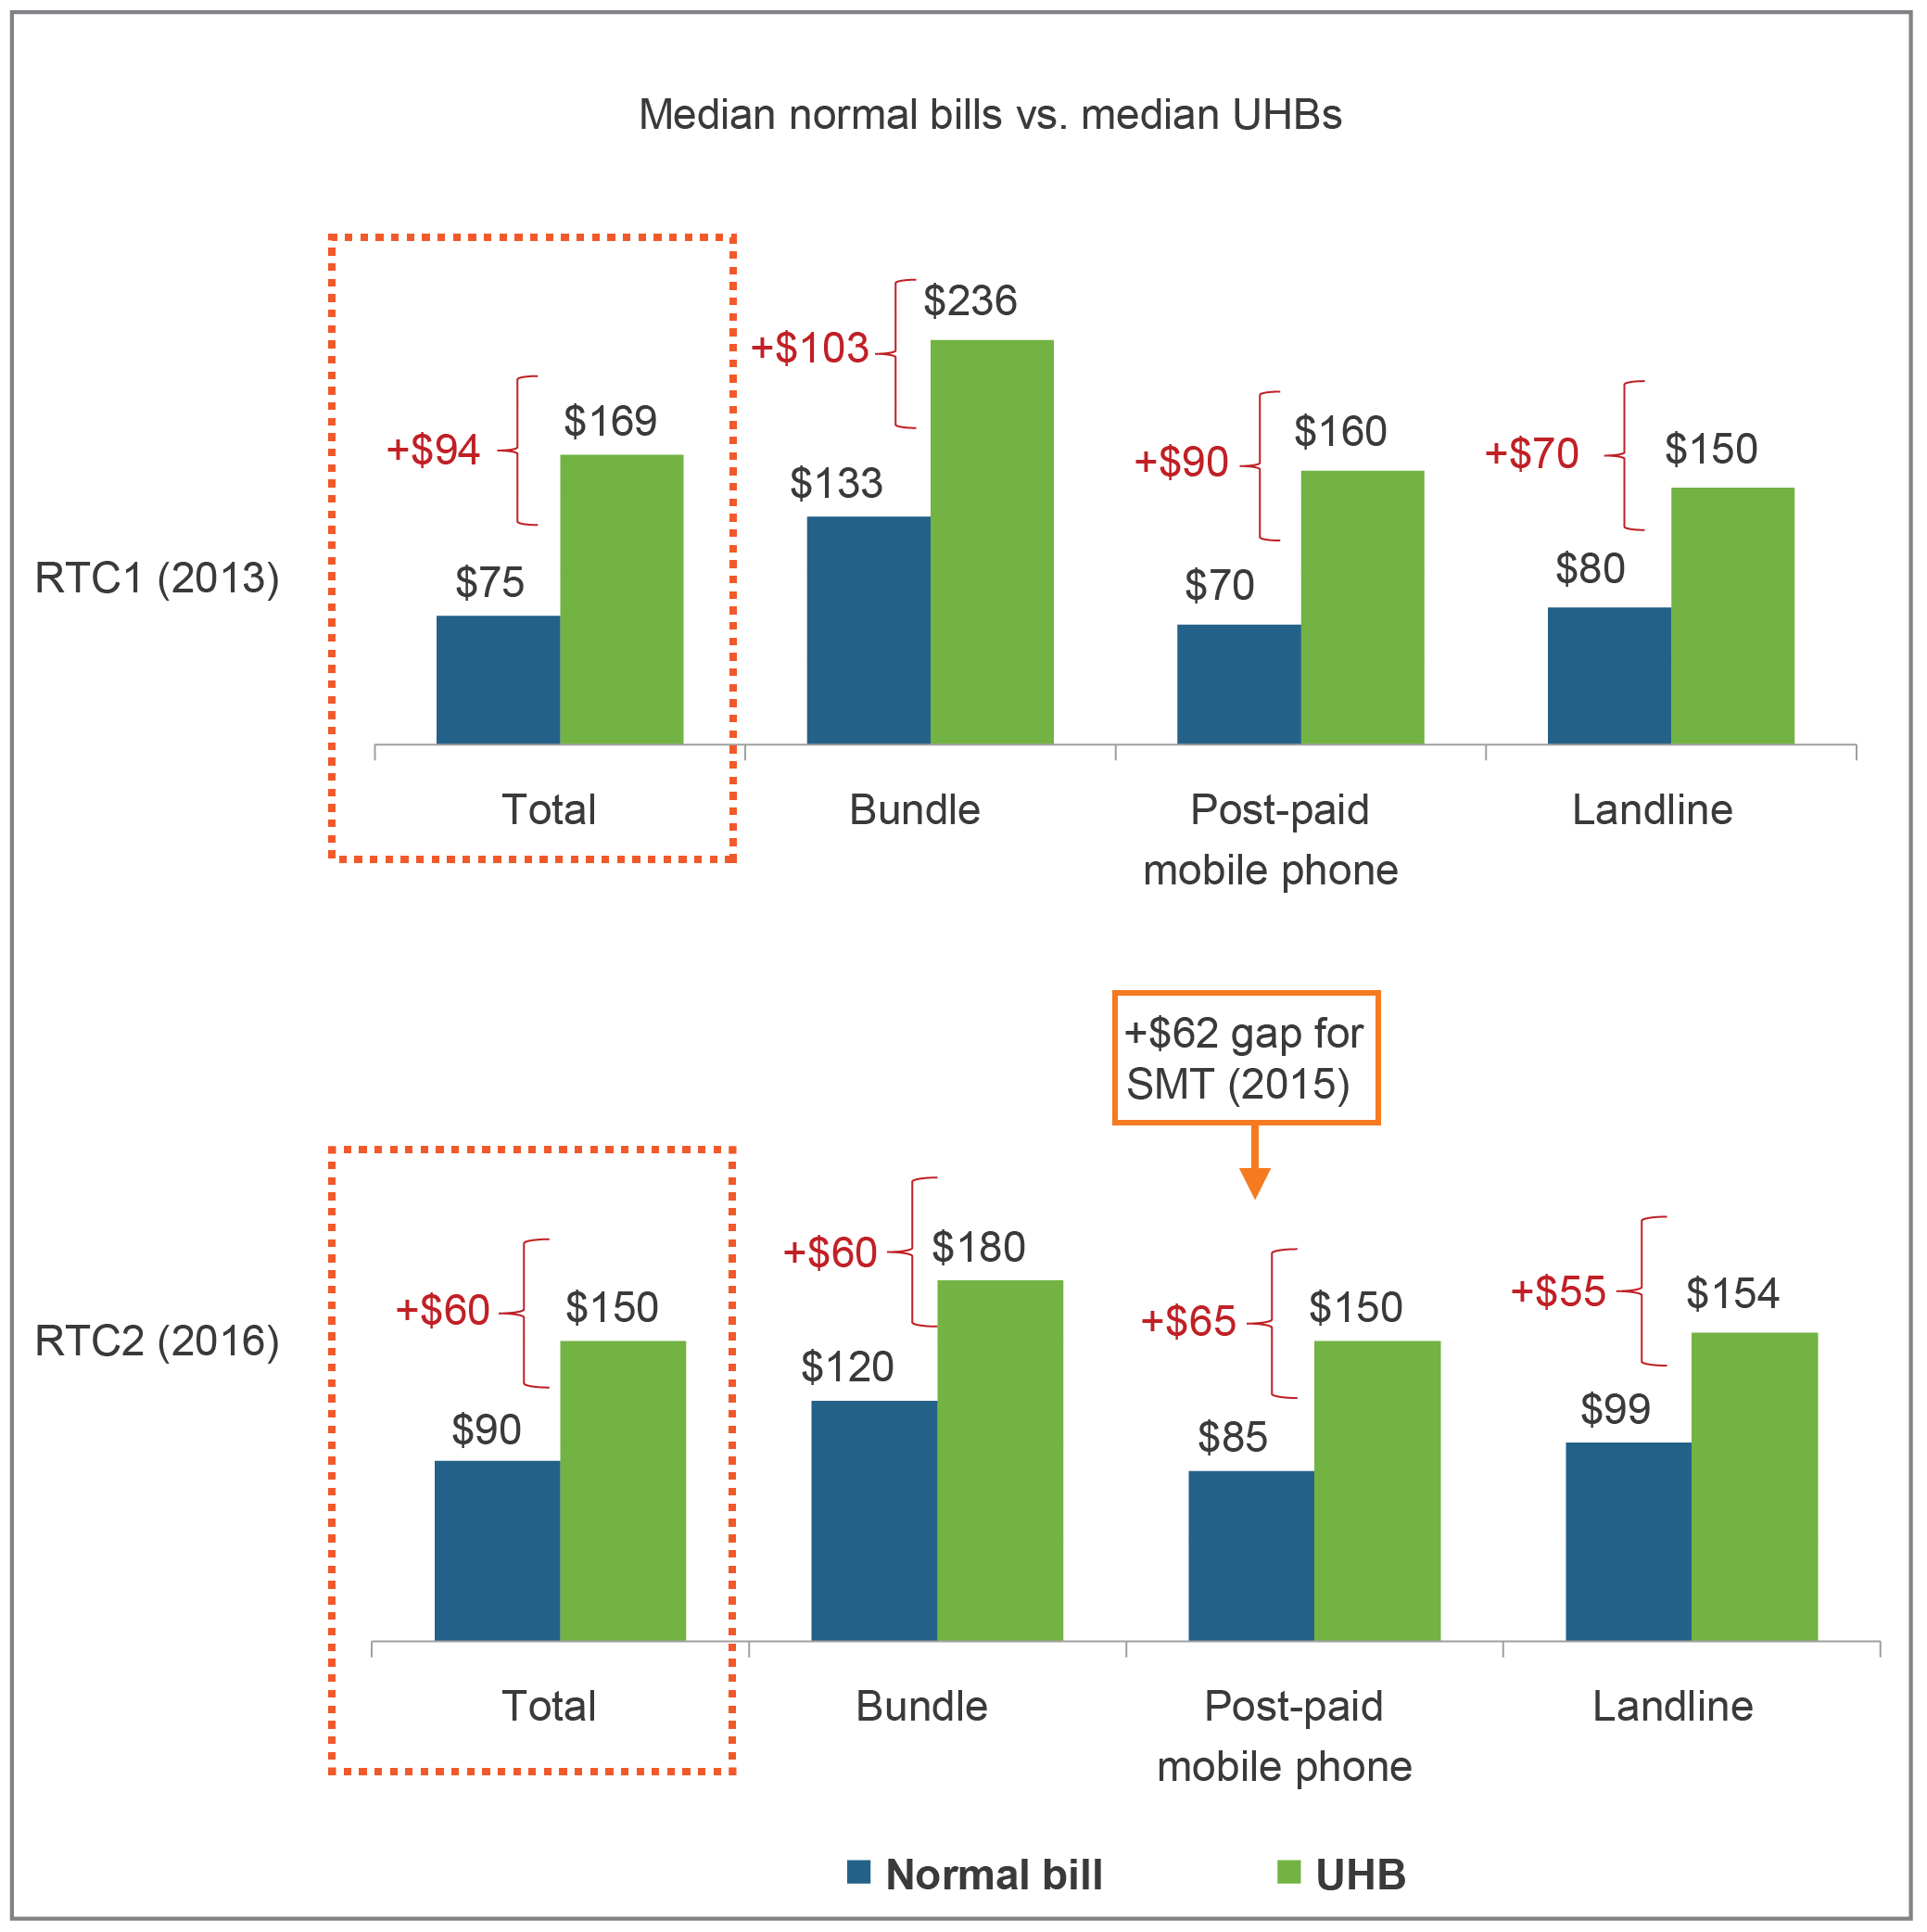 Median normal bills vs. median UHBs
RTC1 (2013)
+$94
$75
$169
+$103
$133
$236
+$90
$70
$160
+$70
$80
$150
Total
Bundle
Post-paid
mobile phone
Landline
+$62 gap for
SMT (2015)
RTC2 (2016)
+$60
$90
$150
+$60
$120
$180
+$65
$85
$150
+$55
$99
$154
Total
Bundle
Post-paid
mobile phone
Landline
Normal bill
UHB